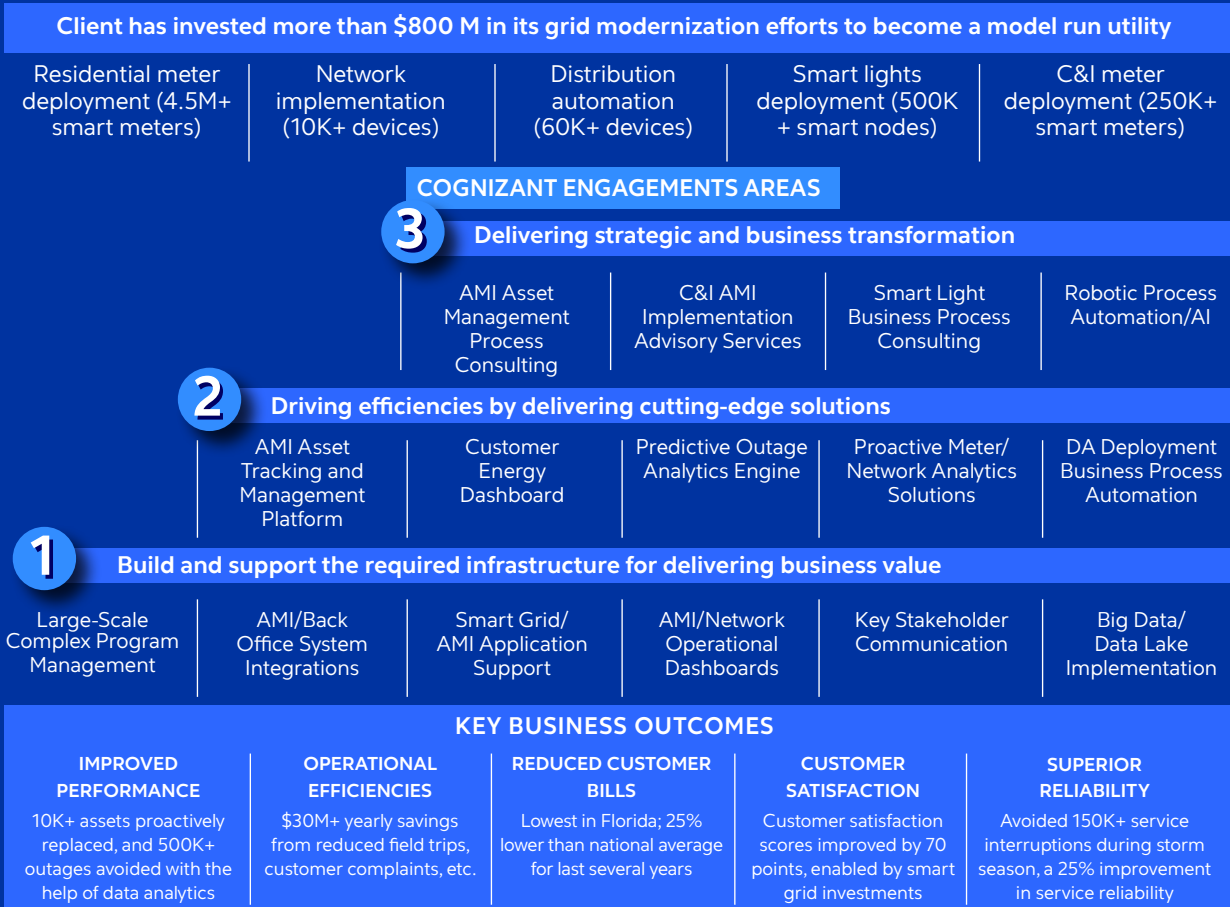 Client has invested more than $800 M in its grid modernization efforts to become a model run utility
Residential meter
deployment (4.5M+
smart meters)
Network
implementation
(10K+ devices)
Distribution
automation
(60K+ devices)
Smart lights
deployment (500K
+ smart nodes)
C&I meter
deployment (250K+
smart meters)
COGNIZANT ENGAGEMENTS AREAS
3
Delivering strategic and business transformation
AMI Asset
Management
Process
Consulting
C&I AMI
Implementation
Advisory Services
Smart Light
Business Process
Consulting
Robotic Process
Automation/AI
2
Driving efficiencies by delivering cutting-edge solutions
AMI Asset
Tracking and
Management
Platform
Customer
Energy
Dashboard
Predictive Outage
Analytics Engine
Proactive Meter/
Network Analytics
Solutions
DA Deployment
Business Process
Automation
1
Build and support the required infrastructure for delivering business value
Large-Scale
Complex Program
Management
AMI/Back
Office System
Integrations
Smart Grid/
AMI Application
Support
AMI/Network
Operational
Dashboards
Key Stakeholder
Communication
Big Data/
Data Lake
Implementation
KEY BUSINESS OUTCOMES
IMPROVED
PERFORMANCE
10K+ assets proactively
replaced, and 500K+
outages avoided with the
help of data analytics
OPERATIONAL
EFFICIENCIES
$30M+ yearly savings
from reduced field trips,
customer complaints, etc.
REDUCED CUSTOMER
BILLS
Lowest in Florida; 25%
lower than national average
for last several years
CUSTOMER
SATISFACTION
Customer satisfaction
scores improved by 70
points, enabled by smart
grid investments
SUPERIOR
RELIABILITY
Avoided 150K+ service
interruptions during storm
season, a 25% improvement
in service reliability